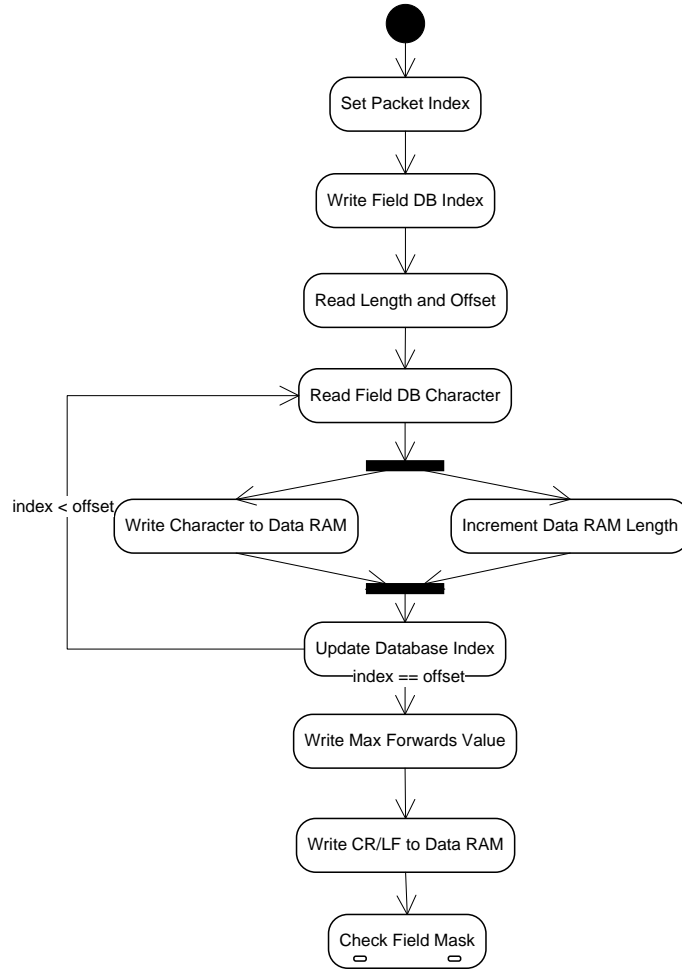 Set Packet Index
Write Field DB Index
Read Length and Offset
Read Field DB Character
index < offset
Write Character to Data RAM
Increment Data RAM Length
Update Database Index
index == offset
Write Max Forwards Value
Write CR/LF to Data RAM
Check Field Mask